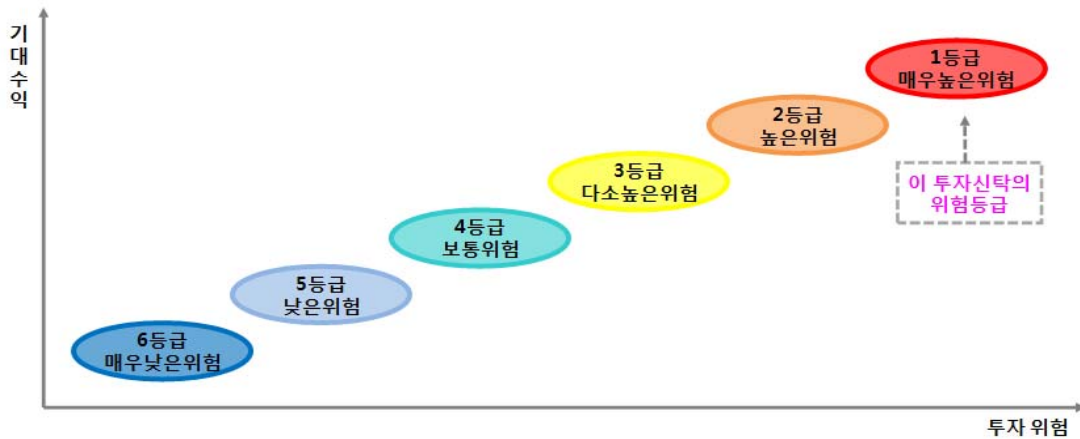 기대수익
1등급
매우높은위험
2등급
높은위험
3등급
다소높은위험
이 투자신탁의
위험등급
4등급
보통위험
5등급
낮은위험
6등급
매우낮은위험
투자 위험